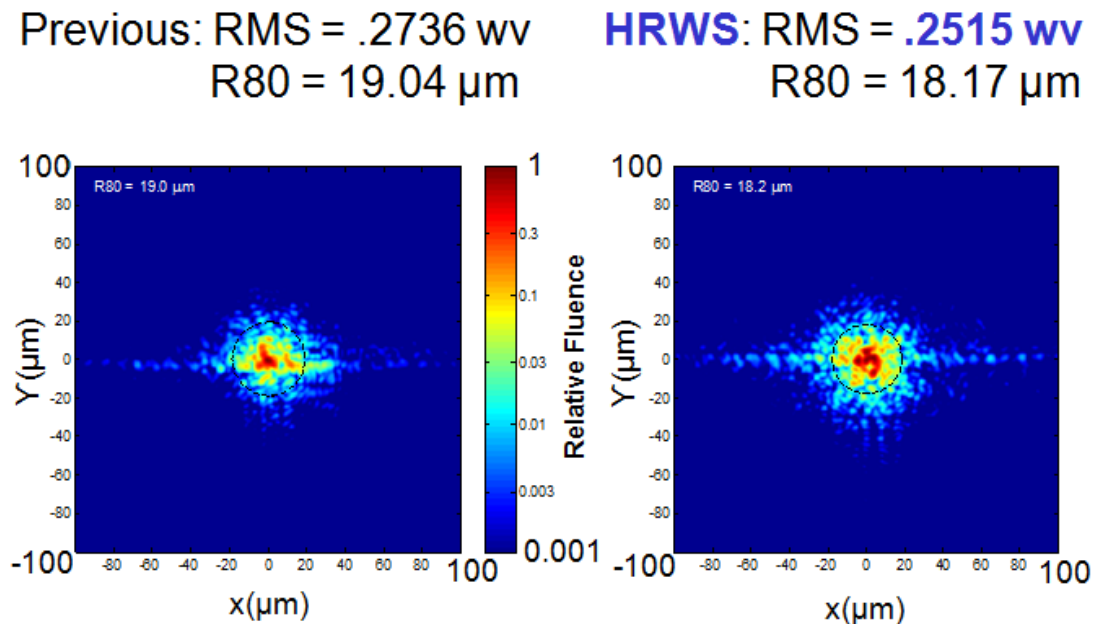 Previous: RMS = .2736 wv
R80 = 19.04 µm
HRWS: RMS = .2515 wv
R80 = 18.17 µm
100
R80 = 19.0 µm
80
60
40
20
0
-20
-40
-60
-80
-100
Y(µm)
-80 -60 -40 -20 0 20 40 60 80 100
x(µm)
1
0.3
0.1
0.03
0.01
0.003
0.001
Relative Fluence
100
R80 = 18.2 µm
80
60
40
20
0
-20
-40
-60
-80
-100
Y(µm)
-80 -60 -40 -20 0 20 40 60 80 100
x(µm)